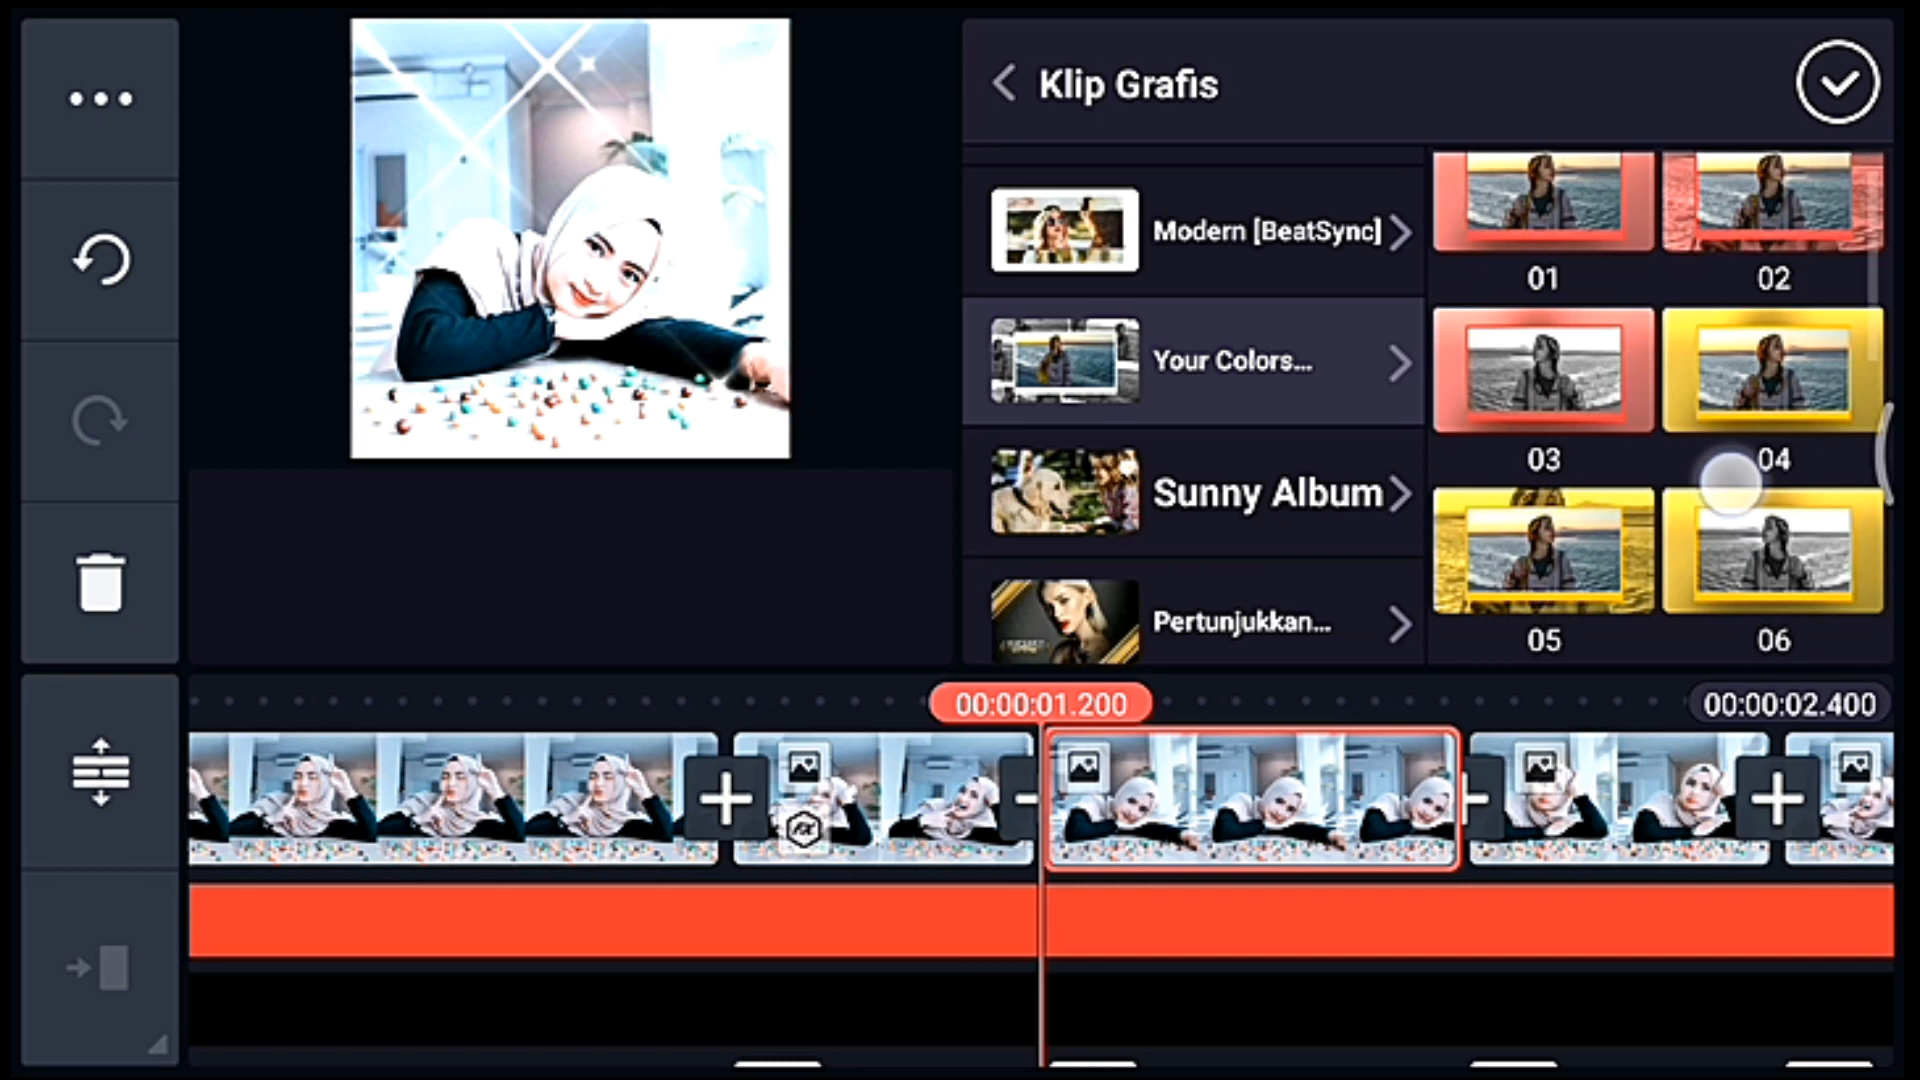 Klip Grafis
Modern [BeatSync]
Your Colors...
Sunny Album
Pertunjukkan...
01
02
03
04
05
06
00:00:01.200
00:00:02.400
FX